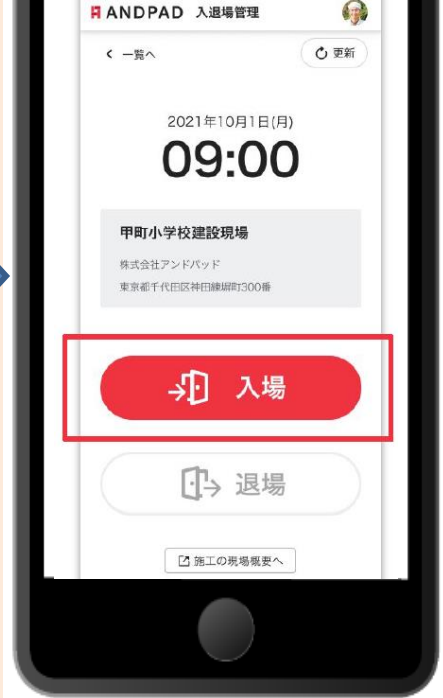 ANDPAD 入退場管理
一覧へ
更新
2021年10月1日(月)
09:00
甲町小学校建設現場
株式会社アンドパッド
東京都千代田区神田練塀町300番
入場
退場
施工の現場概要へ